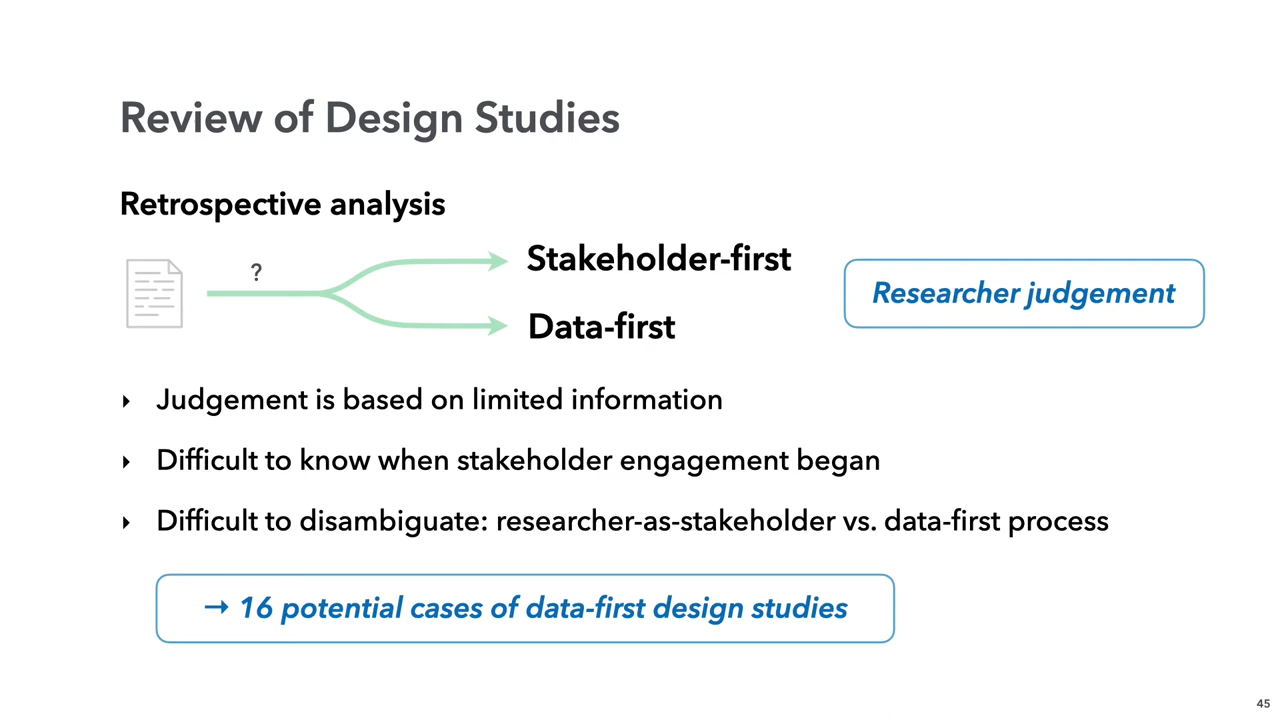 Review of Design Studies
Retrospective analysis
?
Stakeholder-first
Data-first
Researcher judgement
‣ Judgement is based on limited information
‣ Difficult to know when stakeholder engagement began
‣ Difficult to disambiguate: researcher-as-stakeholder vs. data-first process
→ 16 potential cases of data-first design studies
45